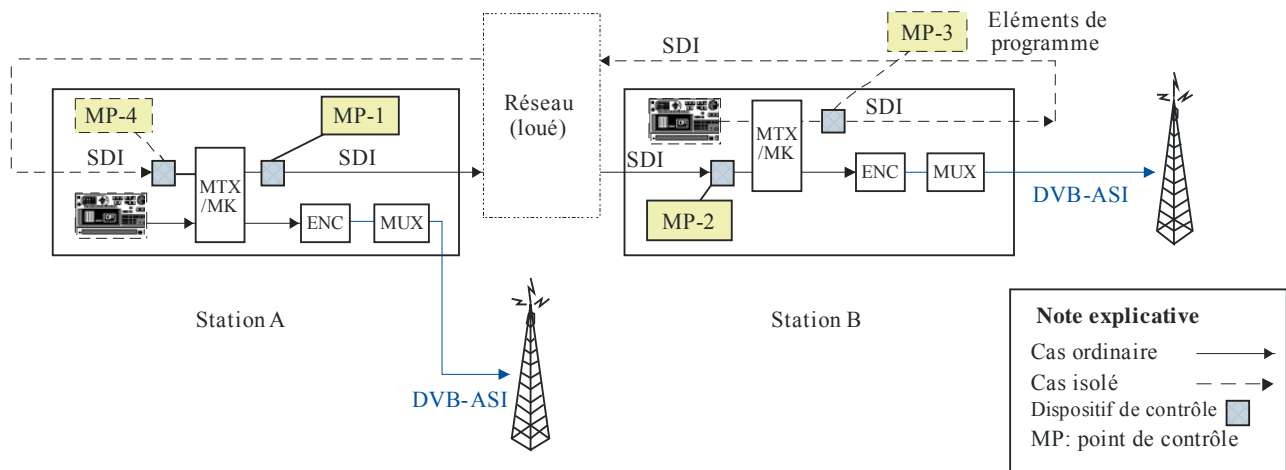 SDI
MP-3
Eléments de
programme
MP-4
MP-1
Réseau
(loué)
SDI
MTX
/MK
SDI
SDI
MTX
/MK
SDI
ENC
MUX
MP-2
ENC
MUX
DVB-ASI
Station A
Station B
DVB-ASI
Note explicative
Cas ordinaire
Cas isolé
Dispositif de contrôle
MP: point de contrôle